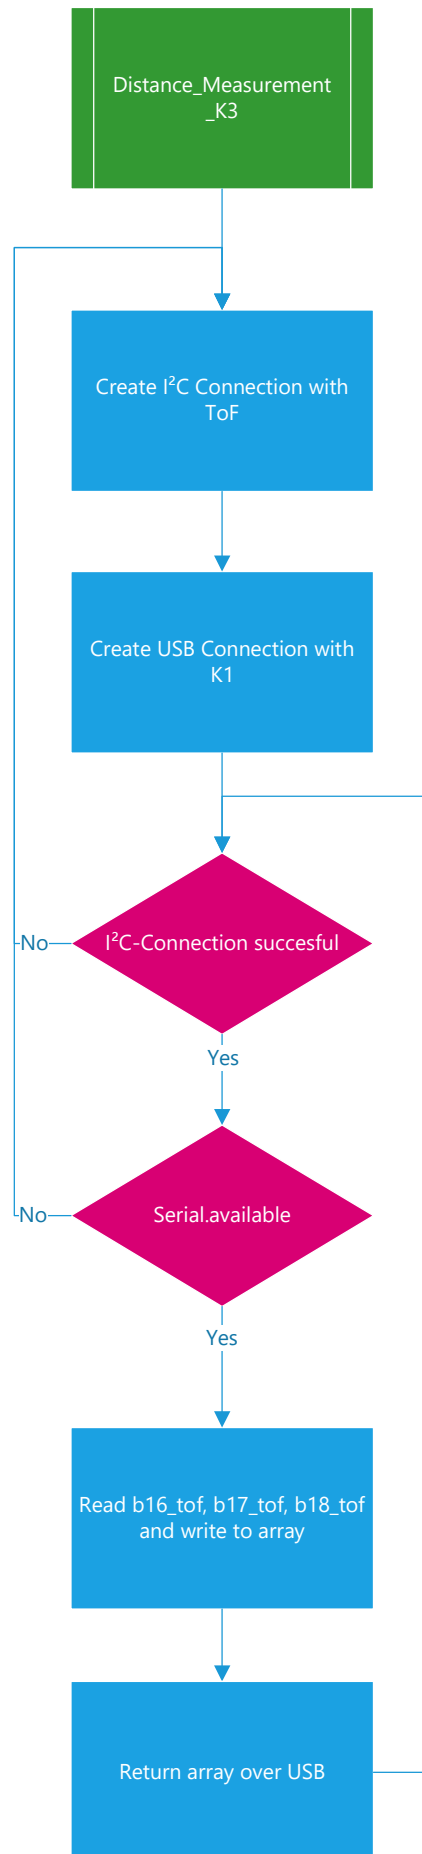 Distance_Measurement
_K3
Create I²C Connection with
ToF
Create USB Connection with
K1
I²C-Connection succesful
No
Yes
Serial.available
No
Yes
Read b16_tof, b17_tof, b18_tof
and write to array
Return array over USB